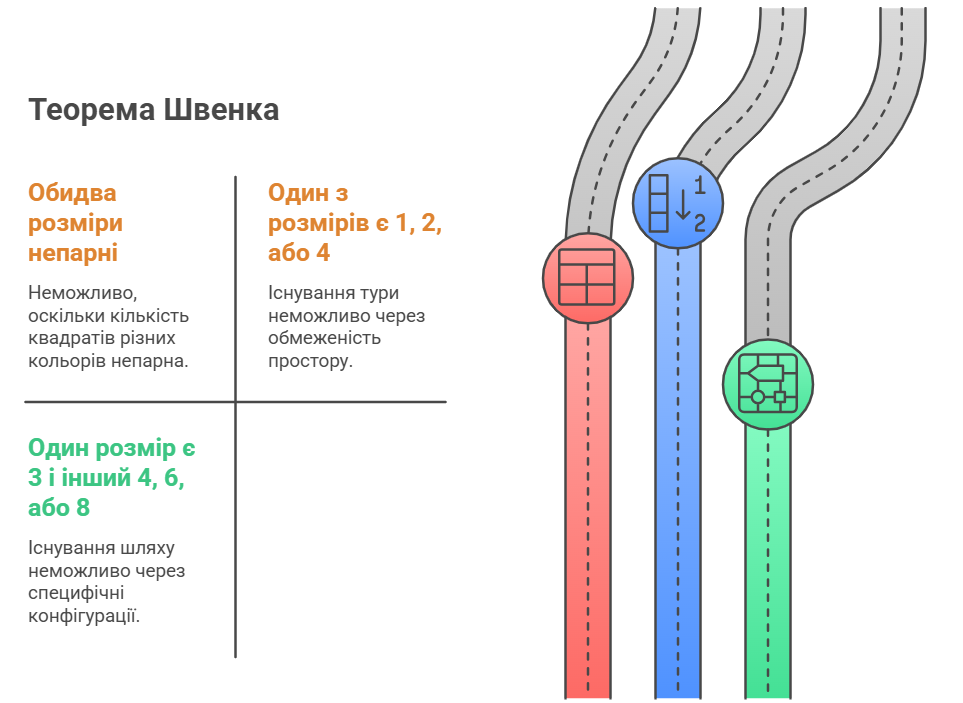 Теорема Швенка
Обидва
розміри
непарні
Неможливо,
оскільки кількість
квадратів різних
кольорів непарна.
Один з
розмірів є 1, 2,
або 4
Існування тури
неможливо через
обмеженість
простору.
Один розмір є
3 і інший 4, 6,
або 8
Існування шляху
неможливо через
специфічні
конфігурації.
1
2